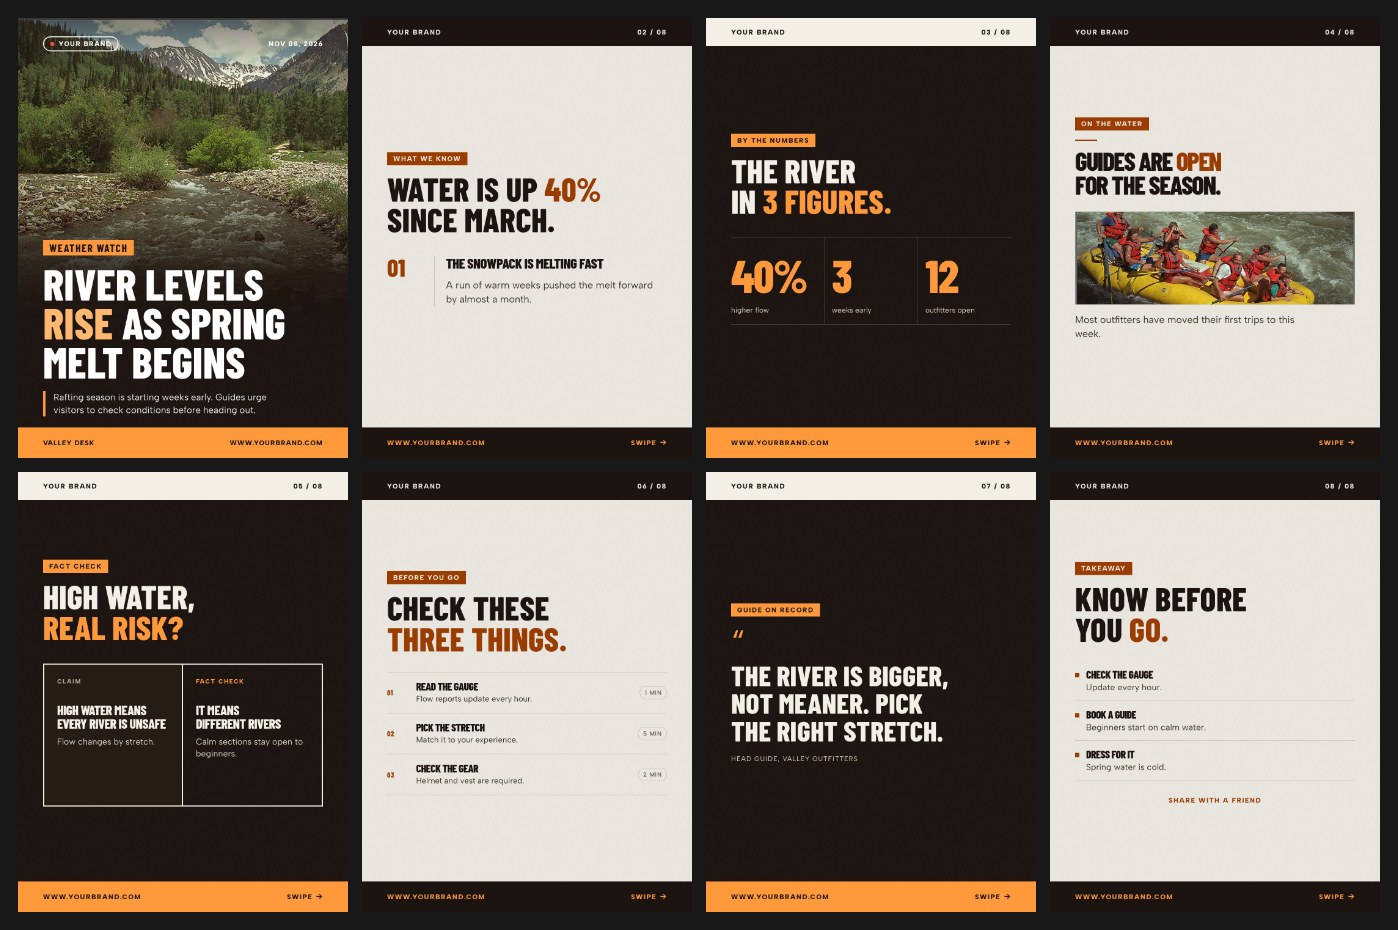 YOUR BRAND
NOV 08, 2026
WEATHER WATCH
RIVER LEVELS
RISE AS SPRING
MELT BEGINS
Rafting season is starting weeks early. Guides urge
visitors to check conditions before heading out.
VALLEY DESK
WWW.YOURBRAND.COM
YOUR BRAND
02 / 08
WHAT WE KNOW
WATER IS UP 40%
SINCE MARCH.
01
THE SNOWPACK IS MELTING FAST
A run of warm weeks pushed the melt forward
by almost a month.
WWW.YOURBRAND.COM
SWIPE →
YOUR BRAND
03 / 08
BY THE NUMBERS
THE RIVER
IN 3 FIGURES.
40%
higher flow
3
weeks early
12
outfitters open
WWW.YOURBRAND.COM
SWIPE →
YOUR BRAND
04 / 08
ON THE WATER
GUIDES ARE OPEN
FOR THE SEASON.
Most outfitters have moved their first trips to this
week.
WWW.YOURBRAND.COM
SWIPE →
YOUR BRAND
05 / 08
FACT CHECK
HIGH WATER,
REAL RISK?
CLAIM
HIGH WATER MEANS
EVERY RIVER IS UNSAFE
Flow changes by stretch.
FACT CHECK
IT MEANS
DIFFERENT RIVERS
Calm sections stay open to
beginners.
WWW.YOURBRAND.COM
SWIPE →
YOUR BRAND
06 / 08
BEFORE YOU GO
CHECK THESE
THREE THINGS.
01
READ THE GAUGE
Flow reports update every hour.
1 MIN
02
PICK THE STRETCH
Match it to your experience.
5 MIN
03
CHECK THE GEAR
Helmet and vest are required.
2 MIN
WWW.YOURBRAND.COM
SWIPE →
YOUR BRAND
07 / 08
GUIDE ON RECORD
“
THE RIVER IS BIGGER,
NOT MEANER. PICK
THE RIGHT STRETCH.
HEAD GUIDE, VALLEY OUTFITTERS
WWW.YOURBRAND.COM
SWIPE →
YOUR BRAND
08 / 08
TAKEAWAY
KNOW BEFORE
YOU GO.
CHECK THE GAUGE
Update every hour.
BOOK A GUIDE
Beginners start on calm water.
DRESS FOR IT
Spring water is cold.
SHARE WITH A FRIEND
WWW.YOURBRAND.COM
SWIPE →